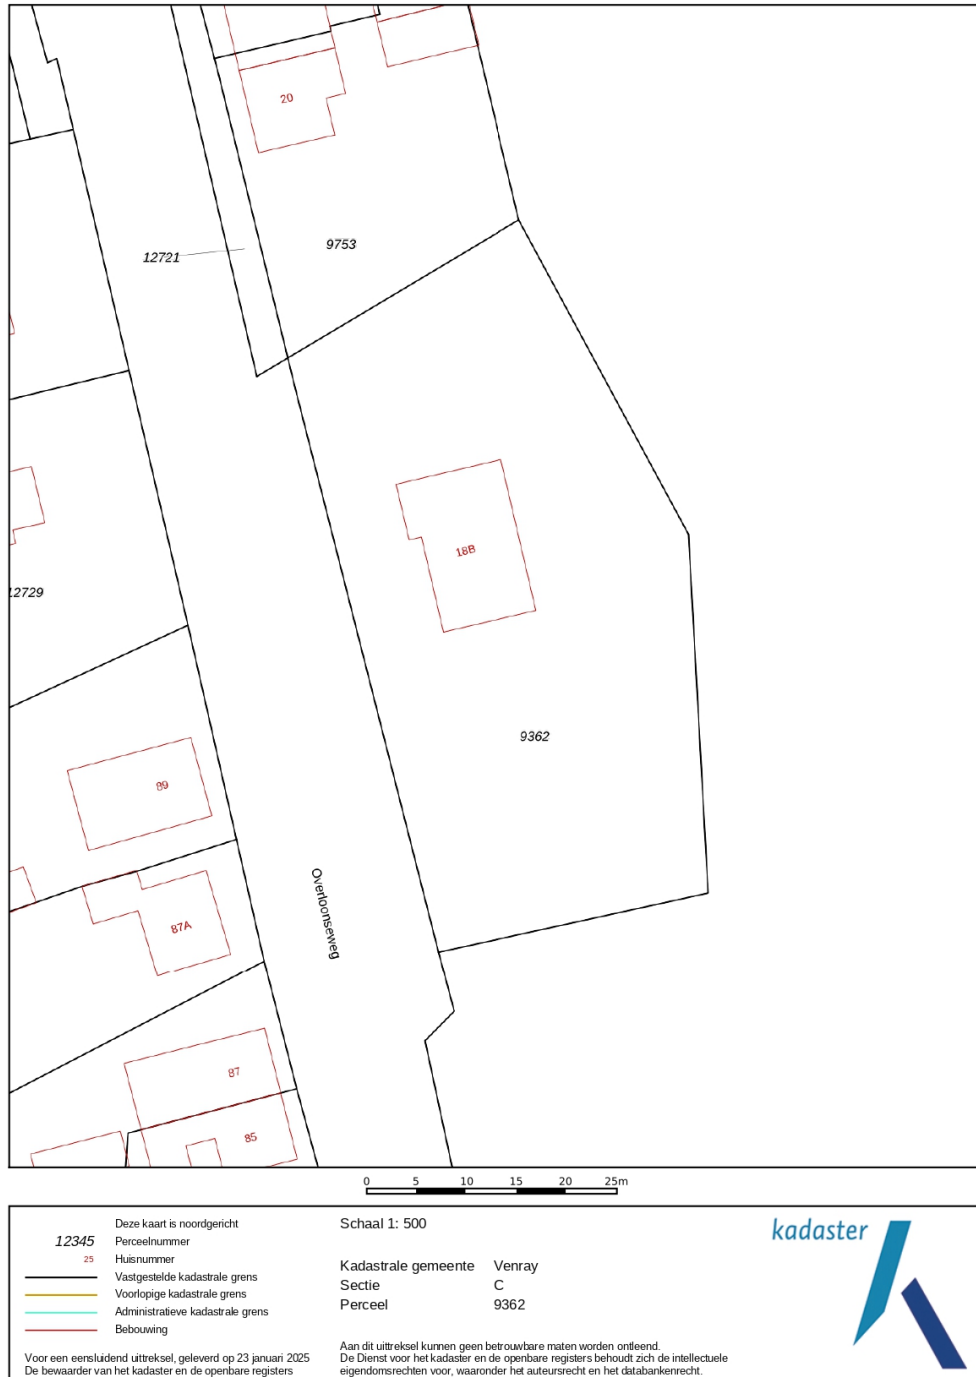 20
9753
12721
18B
12729
9362
89
Overloonseweg
87A
87
85
0 5 10 15 20 25m
Deze kaart is noordgericht
12345 Perceelnummer
25 Huisnummer
Vastgestelde kadastrale grens
Voorlopige kadastrale grens
Administratieve kadastrale grens
Bebouwing
Schaal 1: 500
Kadastrale gemeente Venray
Sectie C
Perceel 9362
kadaster
Voor een eensluidend uittreksel, geleverd op 23 januari 2025
De bewaarder van het kadaster en de openbare registers
Aan dit uittreksel kunnen geen betrouwbare maten worden ontleend.
De Dienst voor het kadaster en de openbare registers behoudt zich de intellectuele
eigendomsrechten voor, waaronder het auteursrecht en het databankenrecht.